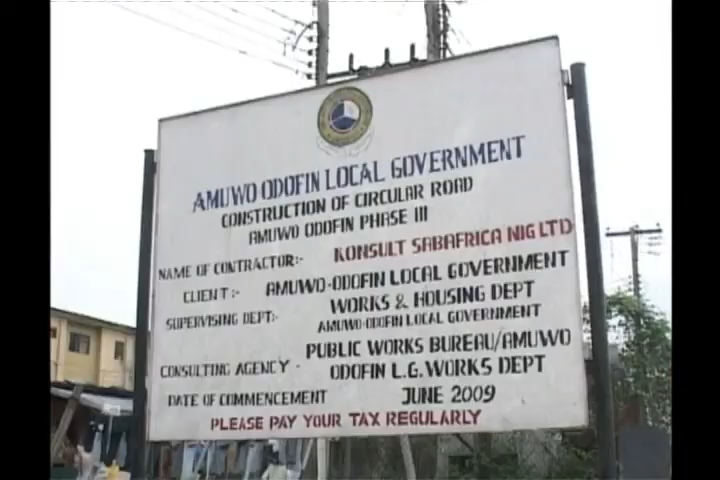 AMUWO ODOFIN LOCAL GOVERNMENT
CONSTRUCTION OF CIRCULAR ROAD
AMUWO ODOFIN PHASE III
NAME OF CONTRACTOR:- KONSULT SABAFRICA NIG LTD
CLIENT:- AMUWO-ODOFIN LOCAL GOVERNMENT
SUPERVISING DEPT:- WORKS & HOUSING DEPT
AMUWO-ODOFIN LOCAL GOVERNMENT
CONSULTING AGENCY - PUBLIC WORKS BUREAU/AMUWO
ODOFIN L.G. WORKS DEPT
DATE OF COMMENCEMENT JUNE 2009
PLEASE PAY YOUR TAX REGULARLY